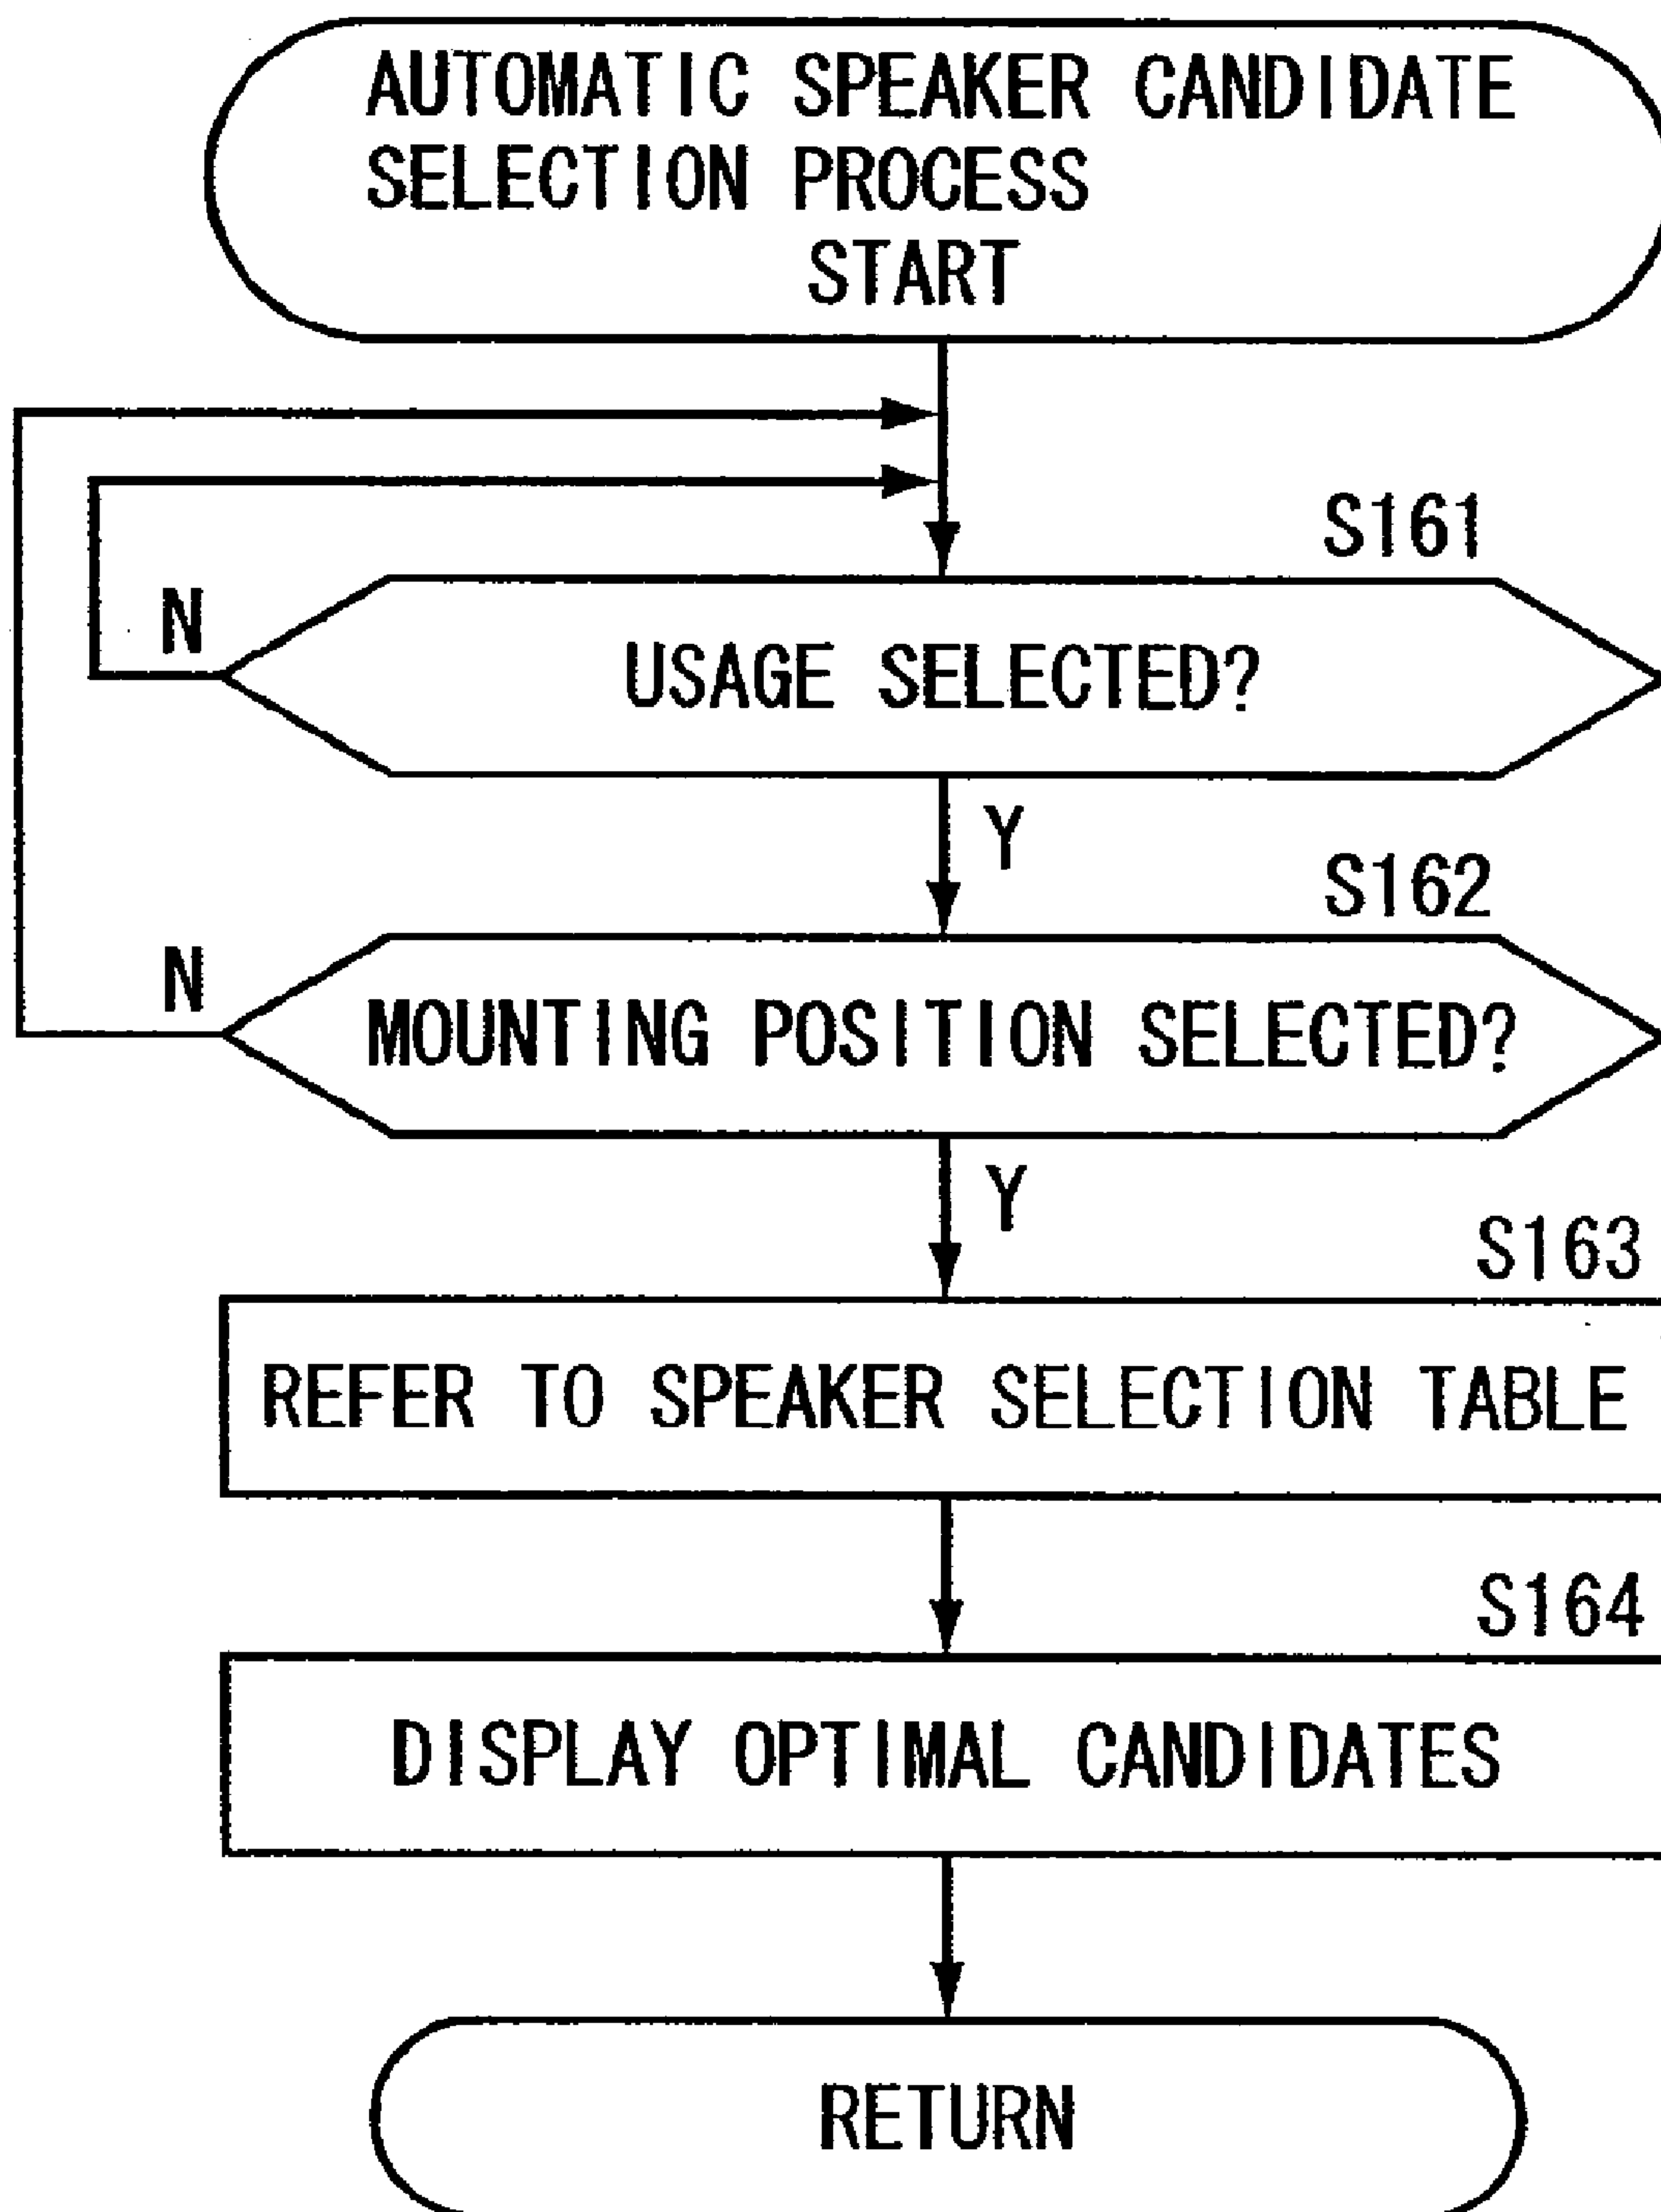 AUTOMATIC SPEAKER CANDIDATE
SELECTION PROCESS
START
S161
N
USAGE SELECTED?
Y
S162
N
MOUNTING POSITION SELECTED?
Y
S163
REFER TO SPEAKER SELECTION TABLE
S164
DISPLAY OPTIMAL CANDIDATES
RETURN